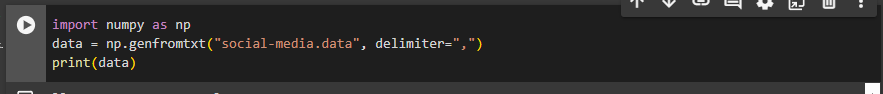 import numpy as np
data = np.genfromtxt("social-media.data", delimiter=",")
print(data)